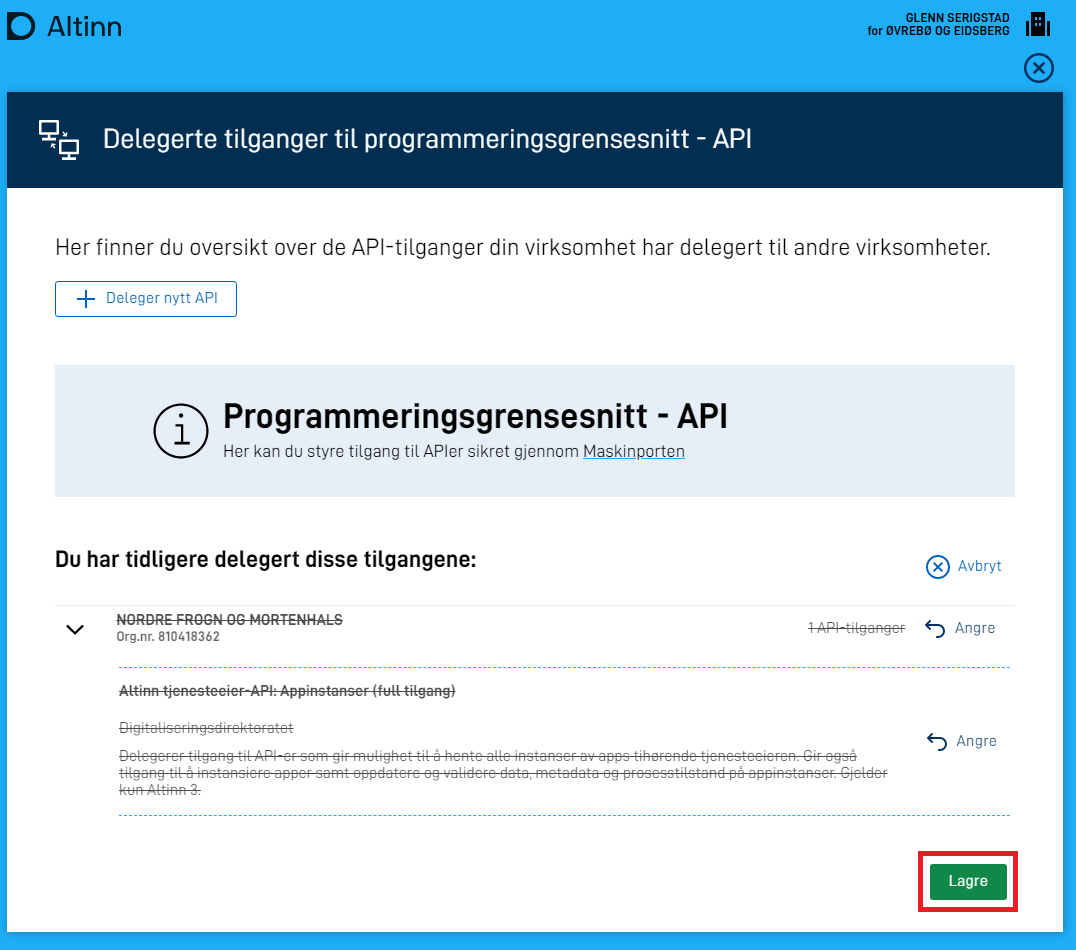 Altinn
GLENN SERIGSTAD
for ØVREBØ OG EIDSBERG
Delegerte tilganger til programmeringsgrensesnitt - API
Her finner du oversikt over de API-tilganger din virksomhet har delegert til andre virksomheter.
Deleger nytt API
Programmeringsgrensesnitt - API
Her kan du styre tilgang til APIer sikret gjennom Maskinporten
Du har tidligere delegert disse tilgangene:
Avbryt
NORDRE FROGN OG MORTENHALS
Org.nr. 810418362
1 API-tilganger
Angre
Altinn tjenesteeier-API: Appinstanser (full tilgang)
Digitaliseringsdirektoratet
Angre
Delegerer tilgang til API-er som gir mulighet til å hente alle instanser av apps tihørende tjenesteeieren. Gir også
tilgang til å instansiere apper samt oppdatere og validere data, metadata og prosesstilstand på appinstanser. Gjelder
kun Altinn 3.
Lagre